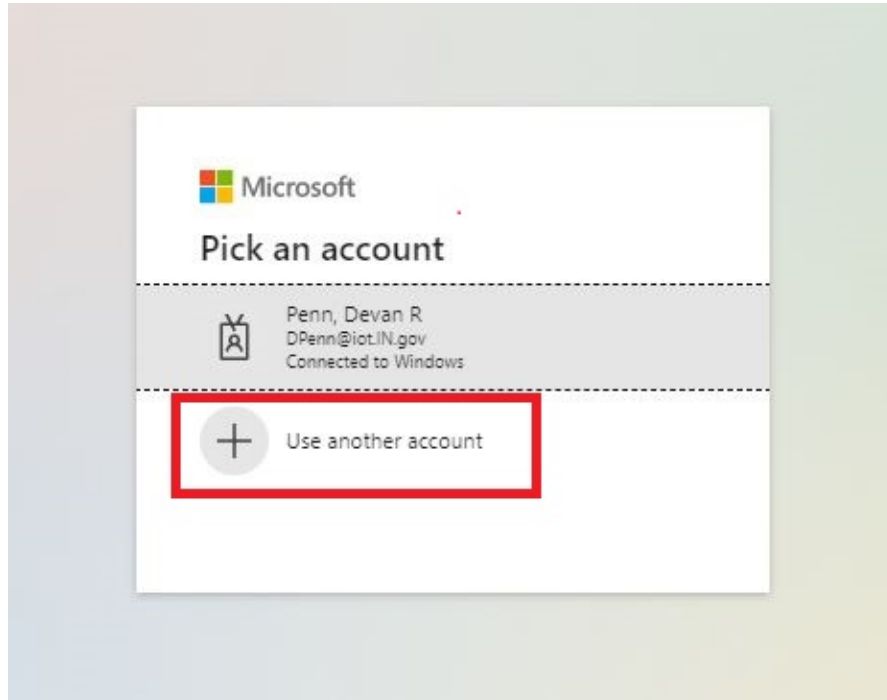 Microsoft
Pick an account
Penn, Devan R
DPenn@iot.IN.gov
Connected to Windows
Use another account